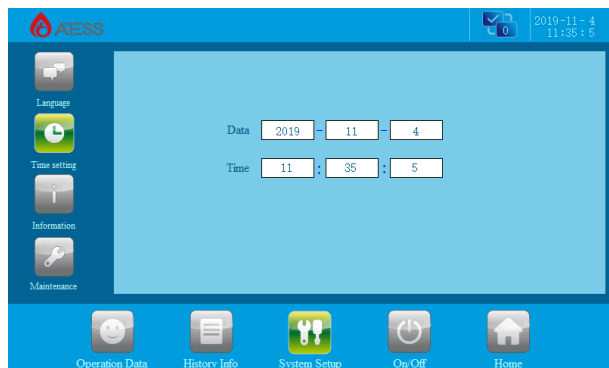 ATESS
0
2019-11- 4
11:35: 5
Language
Time setting
Information
Maintenance
Data 2019 - 11 - 4
Time 11 : 35 : 5
Operation Data History Info System Setup On/Off Home